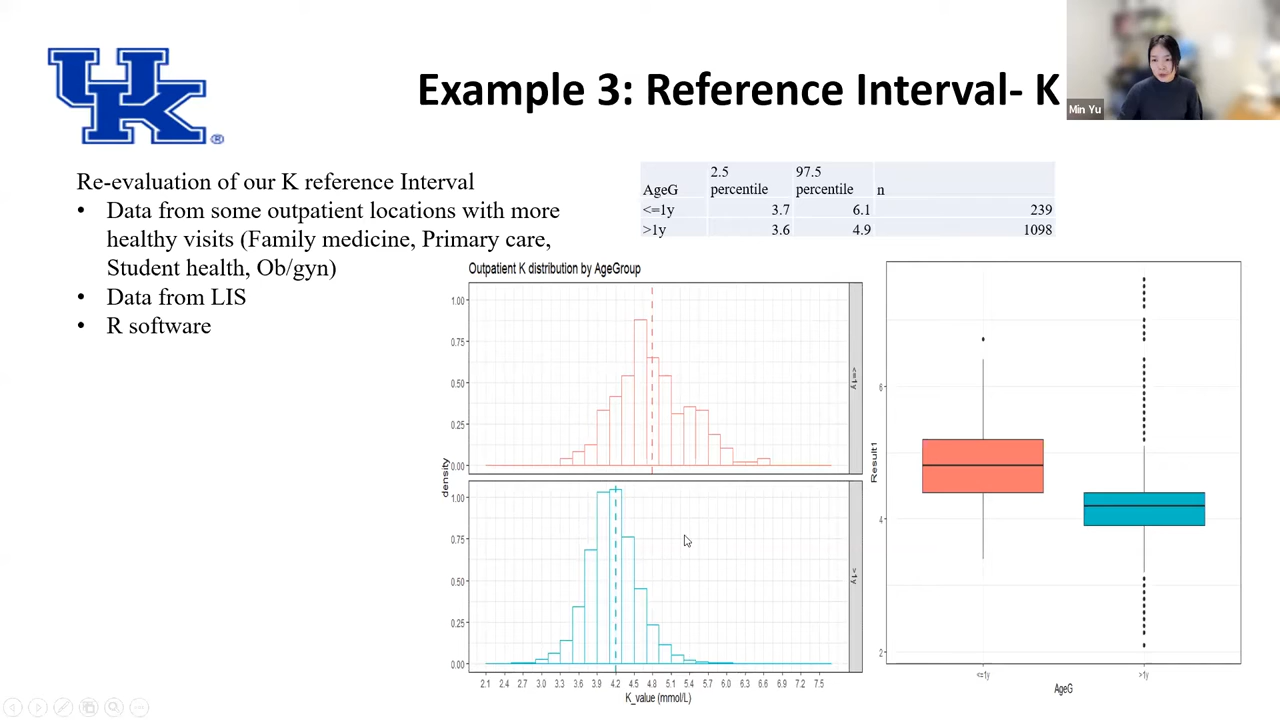 UK
®
Example 3: Reference Interval- K
Min Yu
Re-evaluation of our K reference Interval
• Data from some outpatient locations with more
healthy visits (Family medicine, Primary care,
Student health, Ob/gyn)
• Data from LIS
• R software
AgeG 2.5 percentile 97.5 percentile n
<=1y 3.7 6.1 239
>1y 3.6 4.9 1098
Outpatient K distribution by AgeGroup
density
1.00
0.75
0.50
0.25
0.00
<=1y
1.00
0.75
0.50
0.25
0.00
>1y
2.1 2.4 2.7 3.0 3.3 3.6 3.9 4.2 4.5 4.8 5.1 5.4 5.7 6.0 6.3 6.6 6.9 7.2 7.5
K_value (mmol/L)
Result1
6
4
2
<=1y >1y
AgeG